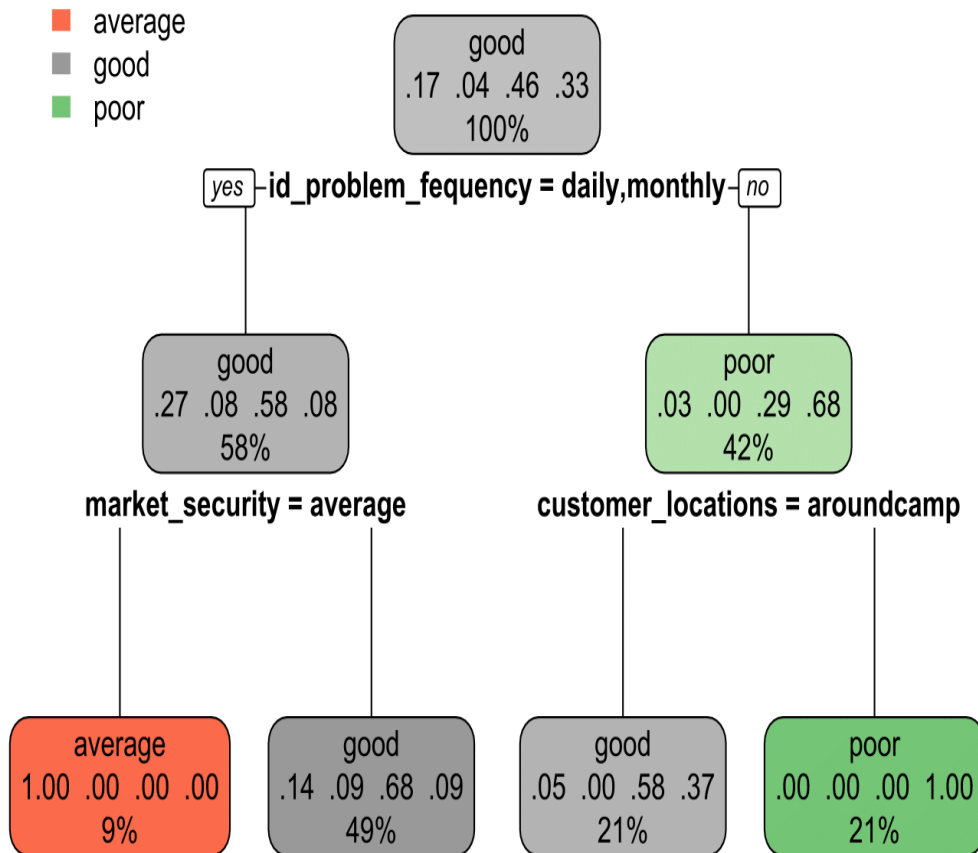 average
good
poor
good
.17 .04 .46 .33
100%
yes id_problem_fequency = daily,monthly no
good
.27 .08 .58 .08
58%
poor
.03 .00 .29 .68
42%
market_security = average
customer_locations = aroundcamp
average
1.00 .00 .00 .00
9%
good
.14 .09 .68 .09
49%
good
.05 .00 .58 .37
21%
poor
.00 .00 .00 1.00
21%